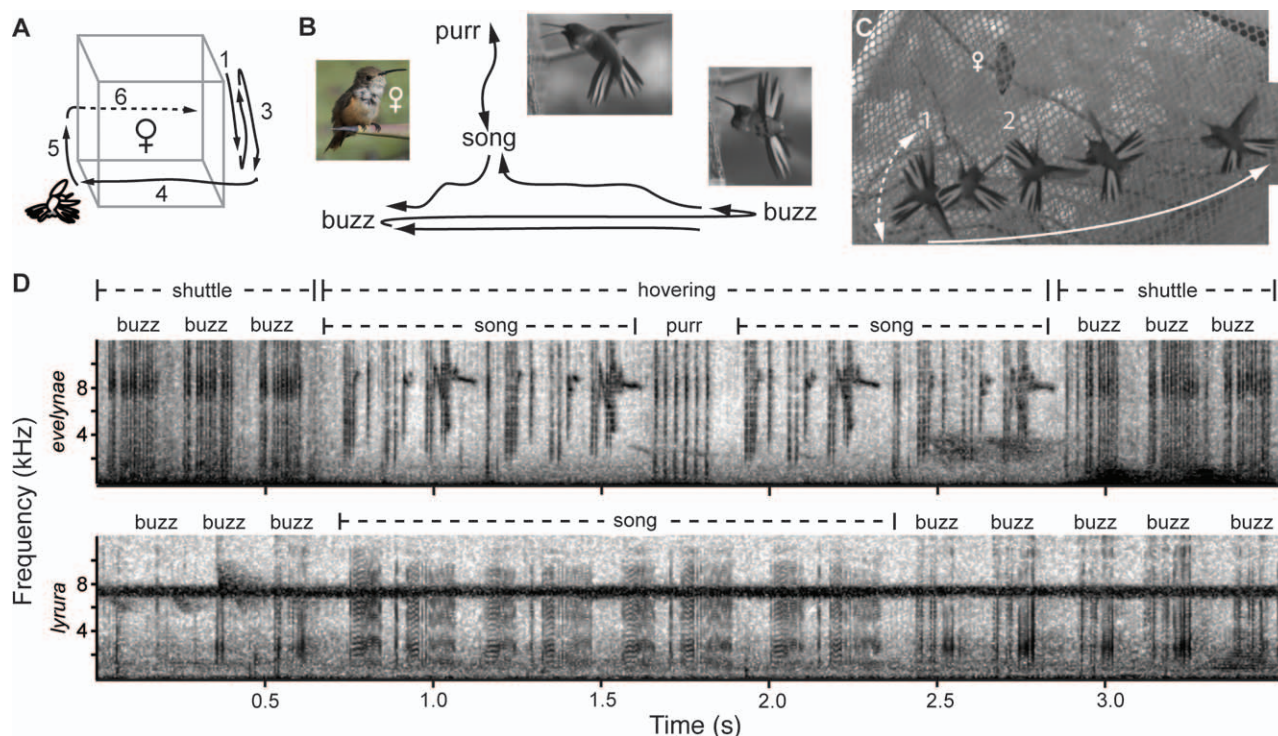 A
1
6
3
♀
5
4
B
purr
♀
song
buzz
buzz
C
♀
1
2
D
shuttle hovering shuttle
buzz buzz buzz song purr song buzz buzz buzz
evelynae
8
4
buzz buzz buzz song buzz buzz buzz buzz buzz
lyrura
8
4
Frequency (kHz)
0.5 1.0 1.5 2.0 2.5 3.0
Time (s)